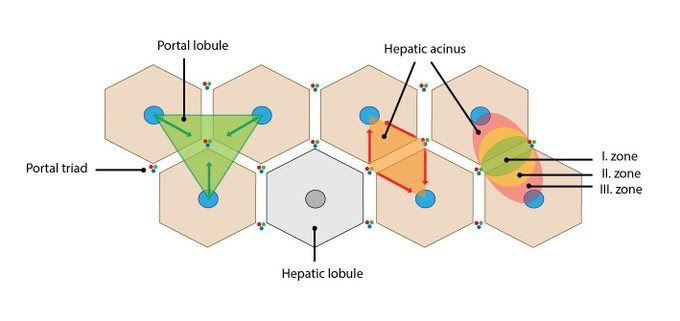 Portal lobule
Hepatic acinus
Portal triad
I. zone
II. zone
III. zone
Hepatic lobule